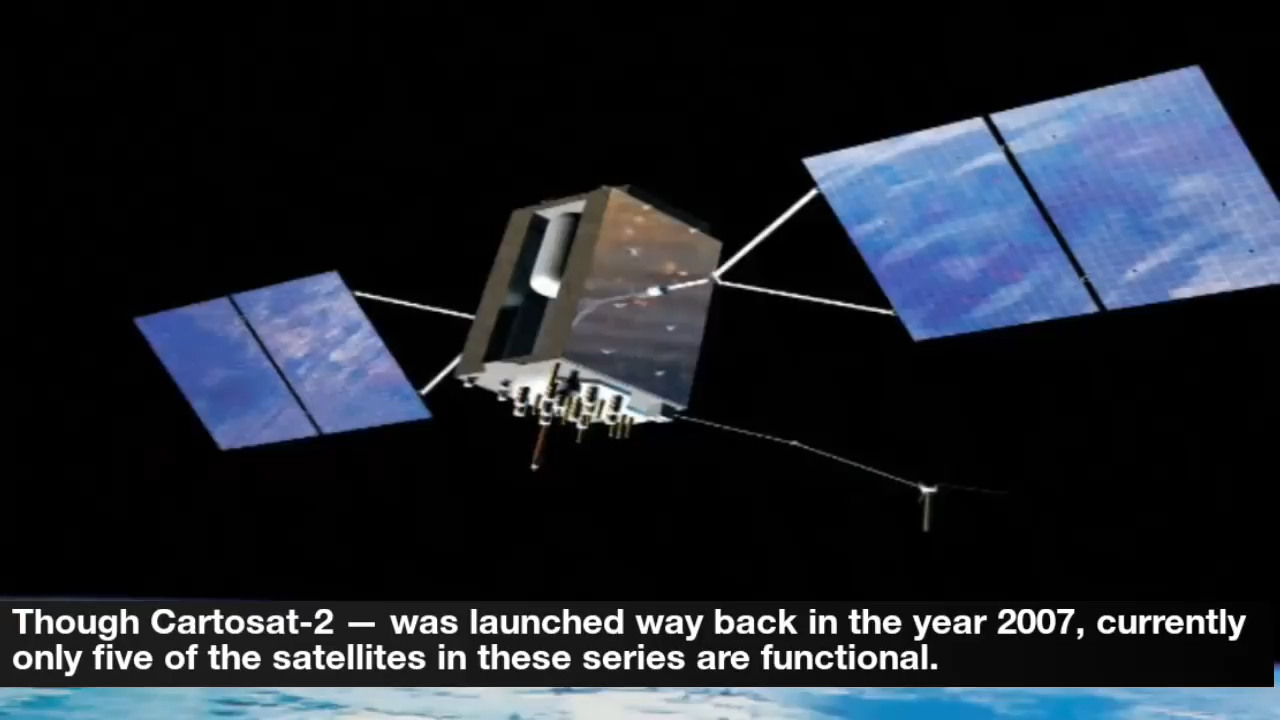 Though Cartosat-2 — was launched way back in the year 2007, currently
only five of the satellites in these series are functional.